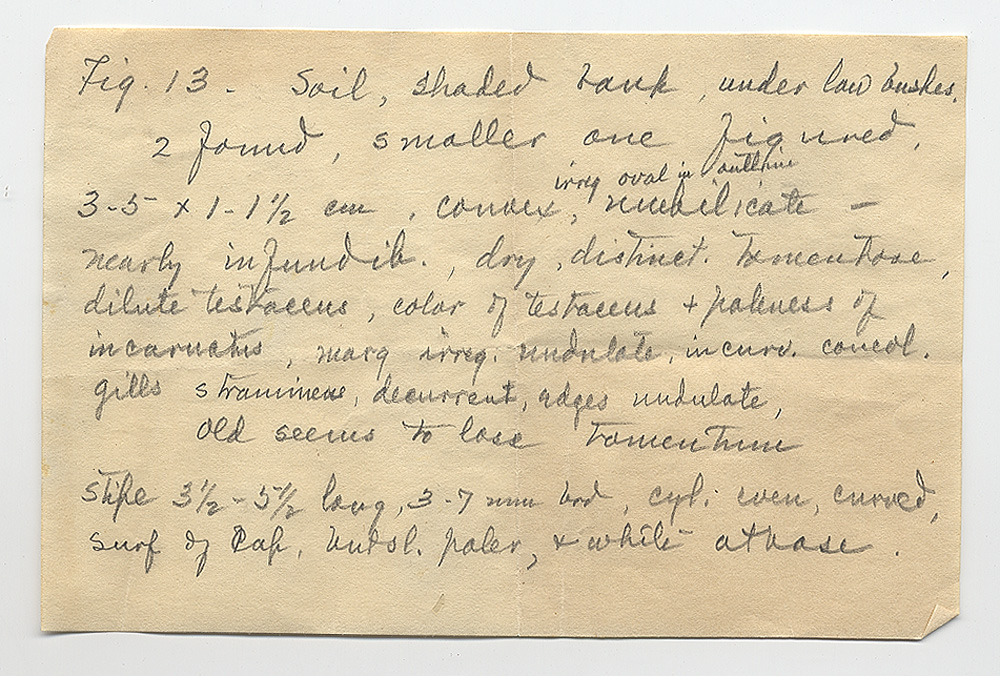 Fig. 13 - Soil, shaded bank, under low bushes.
2 found, smaller one figured,
irreg oval in outline
3-5 x 1-1½ cm, convex, umbilicate -
nearly infundib., dry, distinct. tomentose,
dilute testaceus, color of testaceus + paleness of
incarnatus, marg irreg. undulate, incurv. concol.
gills stramineus, decurrent, edges undulate,
old seems to lose tomentum
stipe 3½-5½ long, 3-7 mm brd, cyl. even, curved,
surf of cap, paler, & white at base.